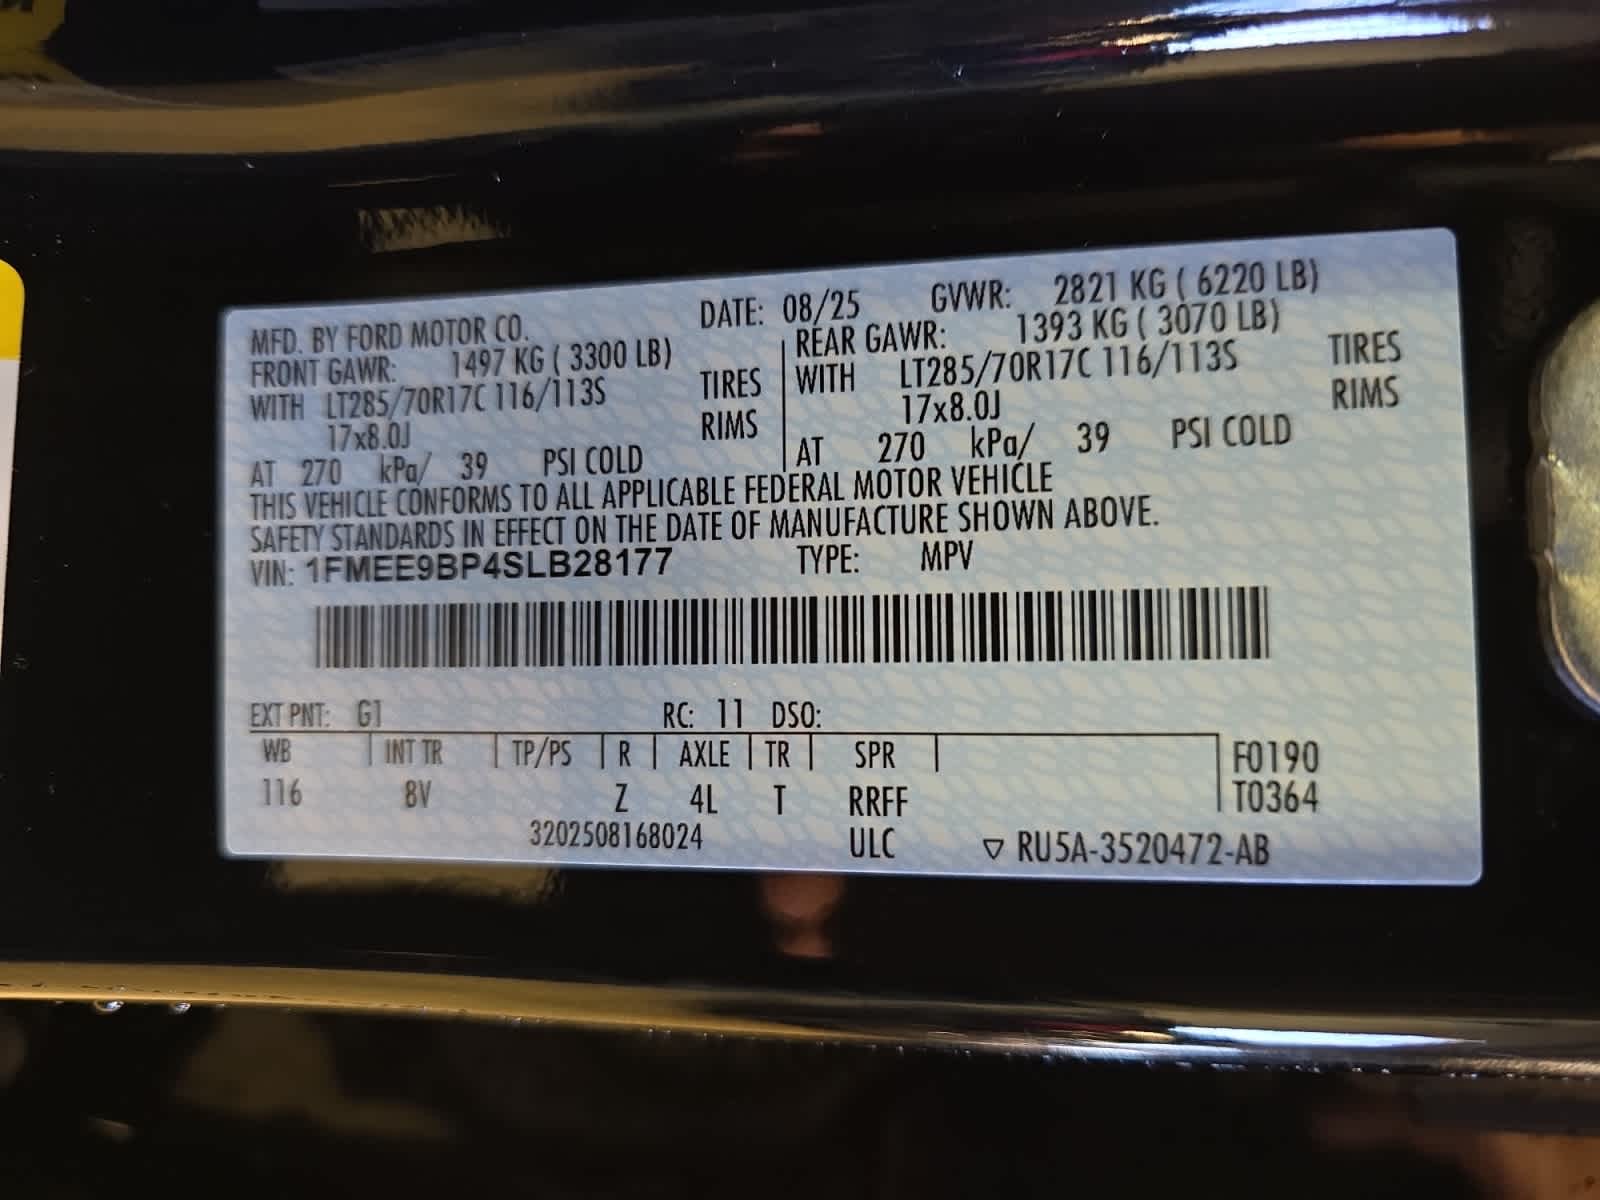 MFD. BY FORD MOTOR CO. DATE: 08/25 GVWR: 2821 KG ( 6220 LB)
FRONT GAWR: 1497 KG ( 3300 LB) REAR GAWR: 1393 KG ( 3070 LB)
WITH LT285/70R17C 116/113S TIRES WITH LT285/70R17C 116/113S TIRES
17x8.0J RIMS 17x8.0J RIMS
AT 270 kPa/ 39 PSI COLD AT 270 kPa/ 39 PSI COLD
THIS VEHICLE CONFORMS TO ALL APPLICABLE FEDERAL MOTOR VEHICLE
SAFETY STANDARDS IN EFFECT ON THE DATE OF MANUFACTURE SHOWN ABOVE.
VIN: 1FMEE9BP4SLB28177 TYPE: MPV
EXT PNT: G1 RC: 11 DSO:
WB INT TR TP/PS R AXLE TR SPR F0190
116 8V Z 4L T RRFF T0364
3202508168024 ULC ▽ RU5A-3520472-AB